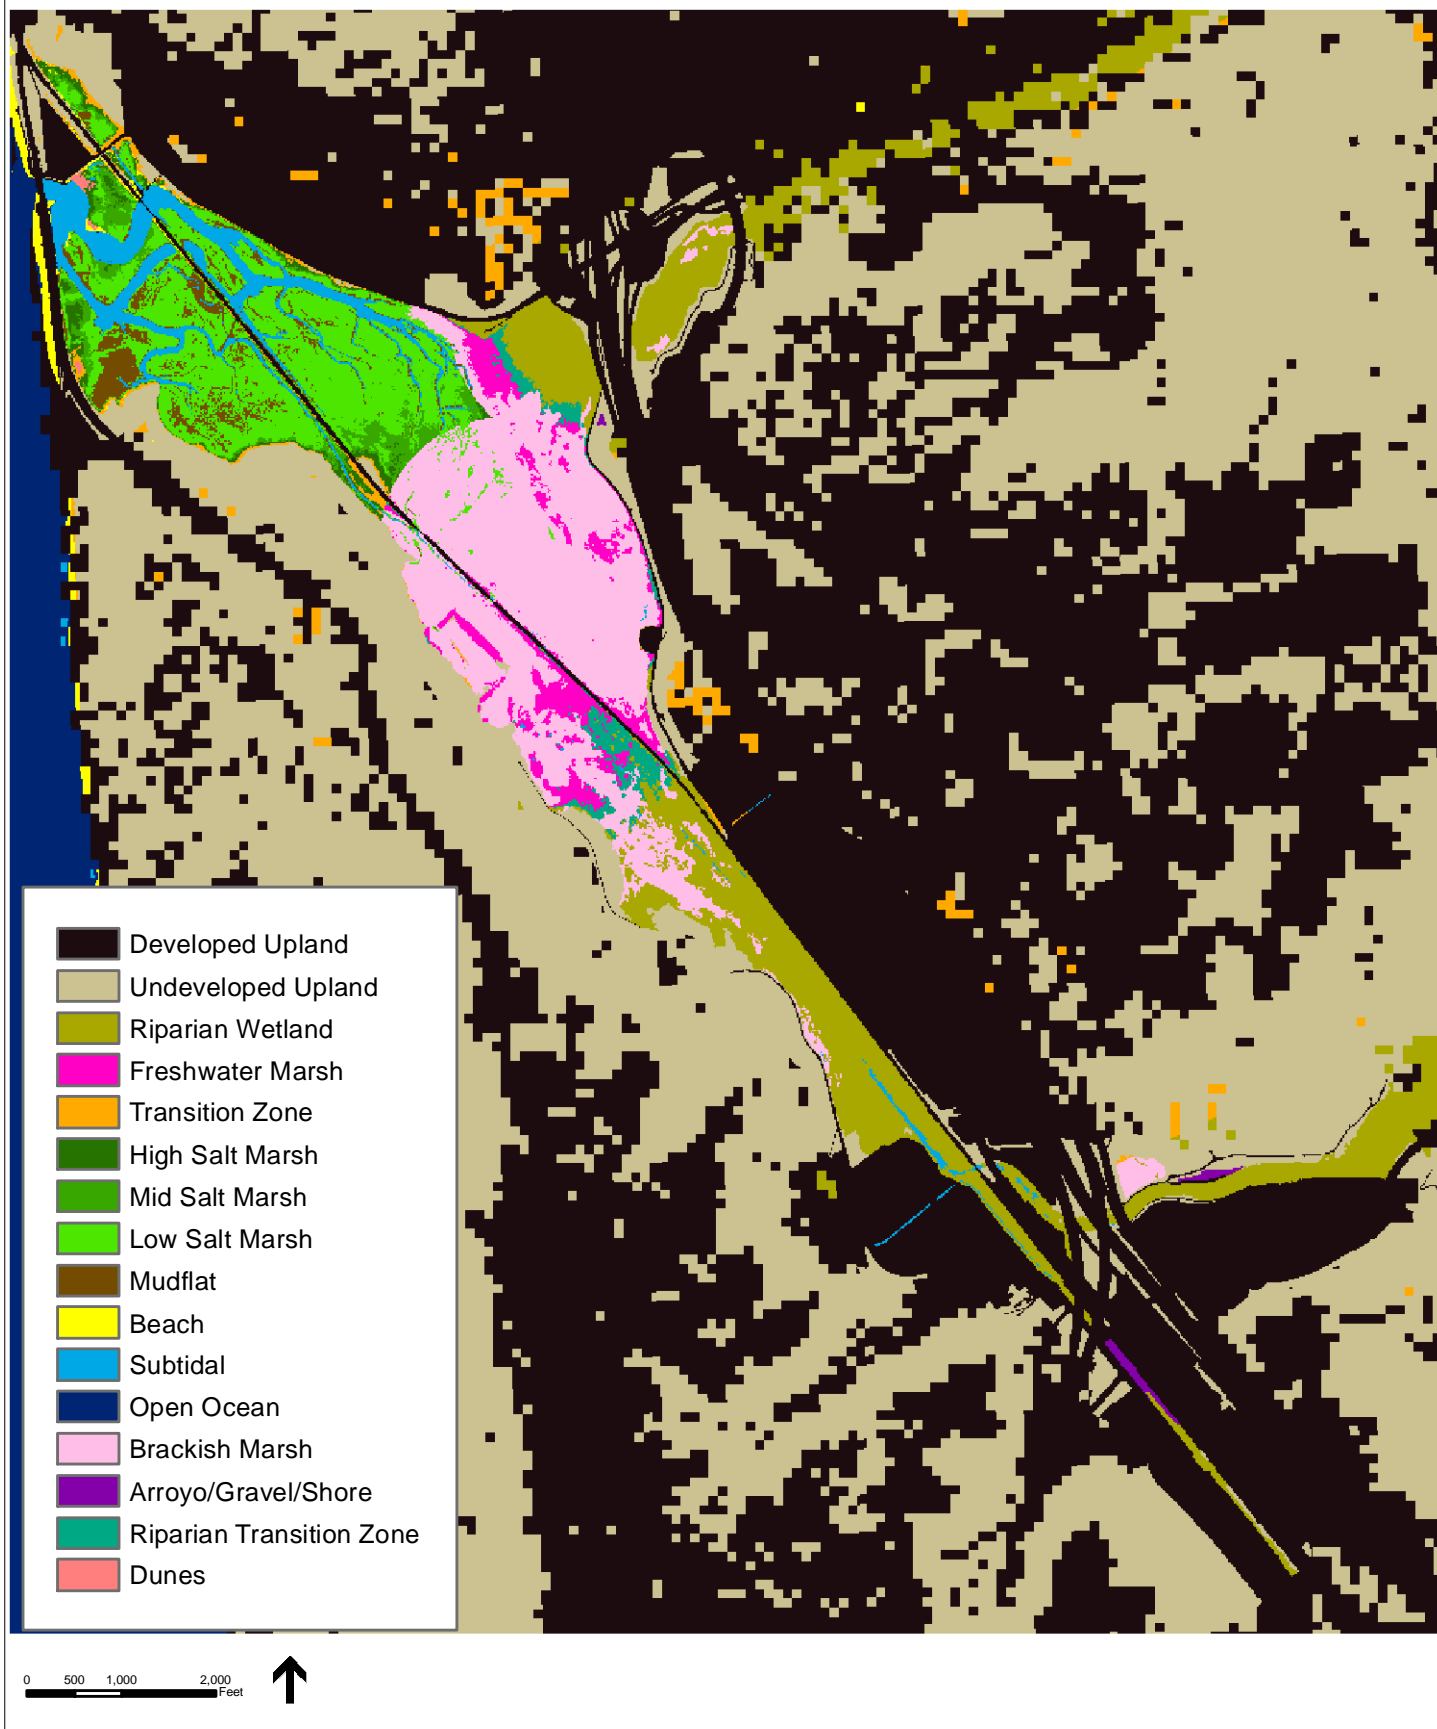 Developed Upland
Undeveloped Upland
Riparian Wetland
Freshwater Marsh
Transition Zone
High Salt Marsh
Mid Salt Marsh
Low Salt Marsh
Mudflat
Beach
Subtidal
Open Ocean
Brackish Marsh
Arroyo/Gravel/Shore
Riparian Transition Zone
Dunes
0 500 1,000 2,000
Feet